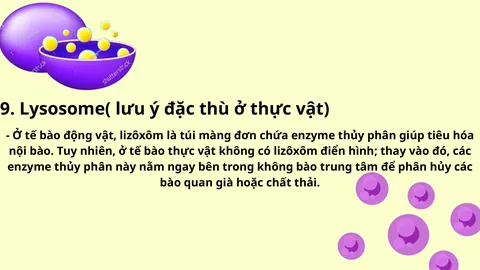 shutterstock
shutterstock
9. Lysosome( lưu ý đặc thù ở thực vật)
- Ở tế bào động vật, lizôxôm là túi màng đơn chứa enzyme thủy phân giúp tiêu hóa
nội bào. Tuy nhiên, ở tế bào thực vật không có lizôxôm điển hình; thay vào đó, các
enzyme thủy phân này nằm ngay bên trong không bào trung tâm để phân hủy các
bào quan già hoặc chất thải.